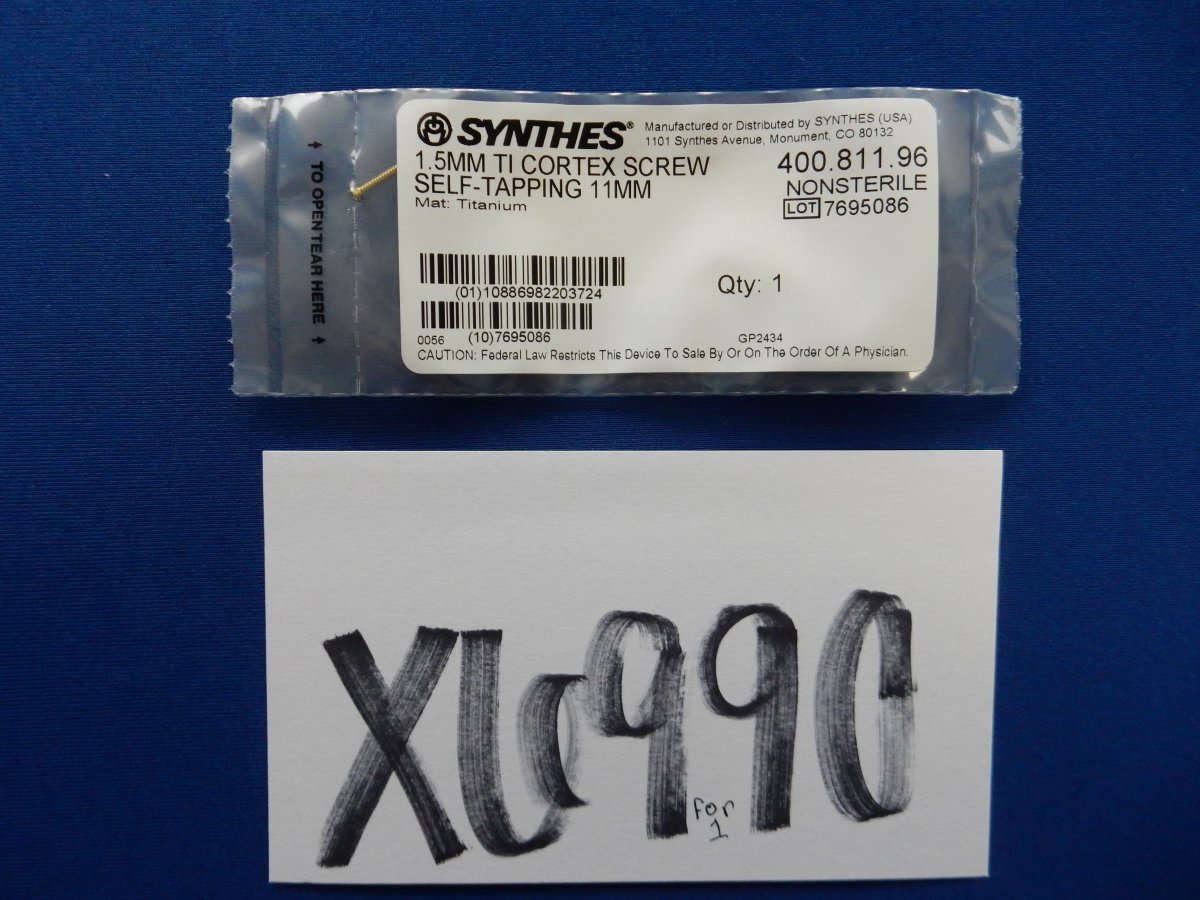 SYNTHES®
Manufactured or Distributed by SYNTHES (USA)
1101 Synthes Avenue, Monument, CO 80132
1.5MM TI CORTEX SCREW
SELF-TAPPING 11MM
Mat: Titanium
400.811.96
NONSTERILE
LOT 7695086
TO OPEN TEAR HERE
(01)10886982203724
Qty: 1
(10)7695086
0056
GP2434
CAUTION: Federal Law Restricts This Device To Sale By Or On The Order Of A Physician.
X6990
for
1